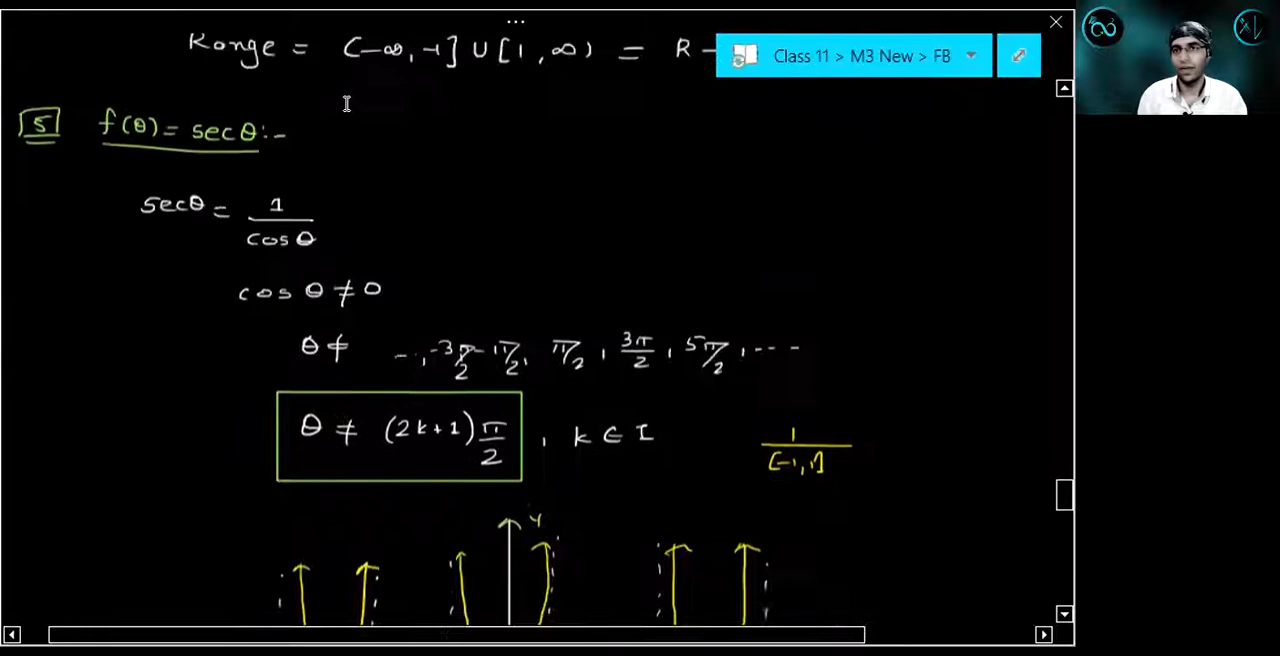 Range = (-∞, -1] ∪ [1, ∞) = R -
Class 11 > M3 New > FB
5 f(θ) = secθ :-
secθ = 1/cosθ
cosθ ≠ 0
θ ≠ --, -3π/2, -π/2, π/2, 3π/2, 5π/2, ----
θ ≠ (2k+1)π/2, k ∈ I
1/[-1,1]
Y